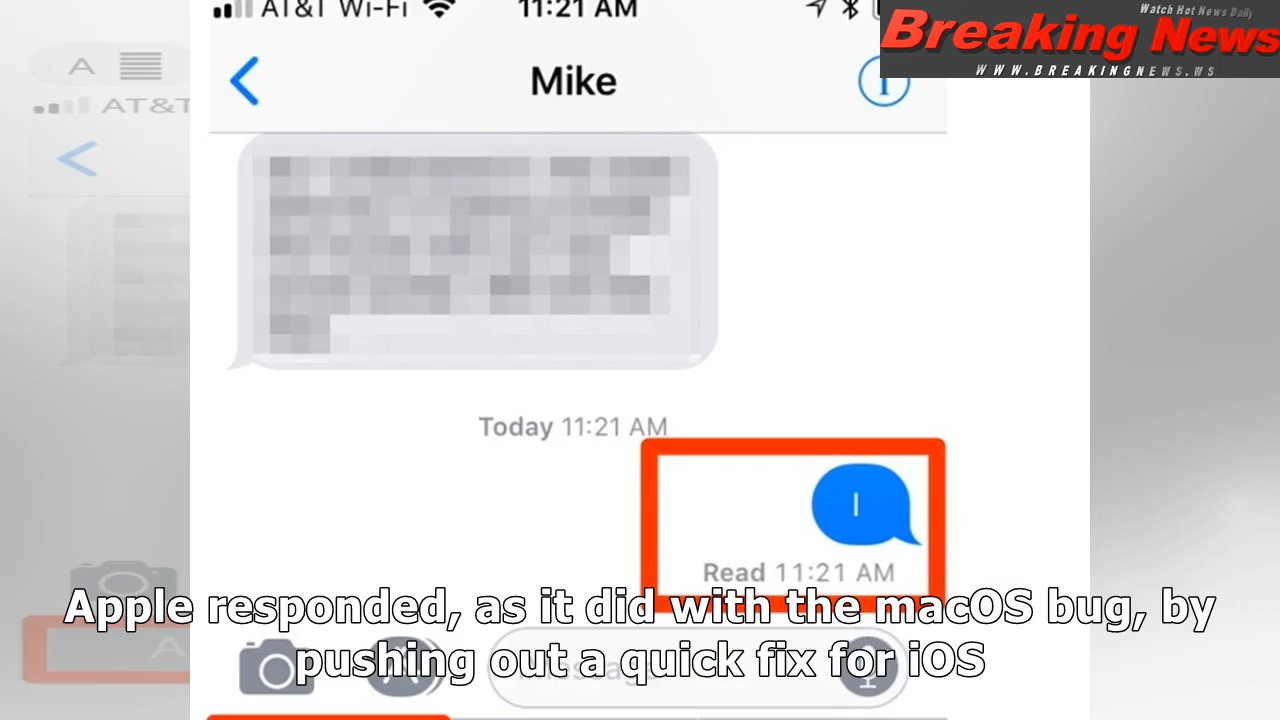 Watch Hot News Daily
Breaking News
WWW.BREAKINGNEWS.WS
AT&T Wi-Fi 11:21 AM
A
AT&T
Mike
Today 11:21 AM
I
Read 11:21 AM
Apple responded, as it did with the macOS bug, by
pushing out a quick fix for iOS
A